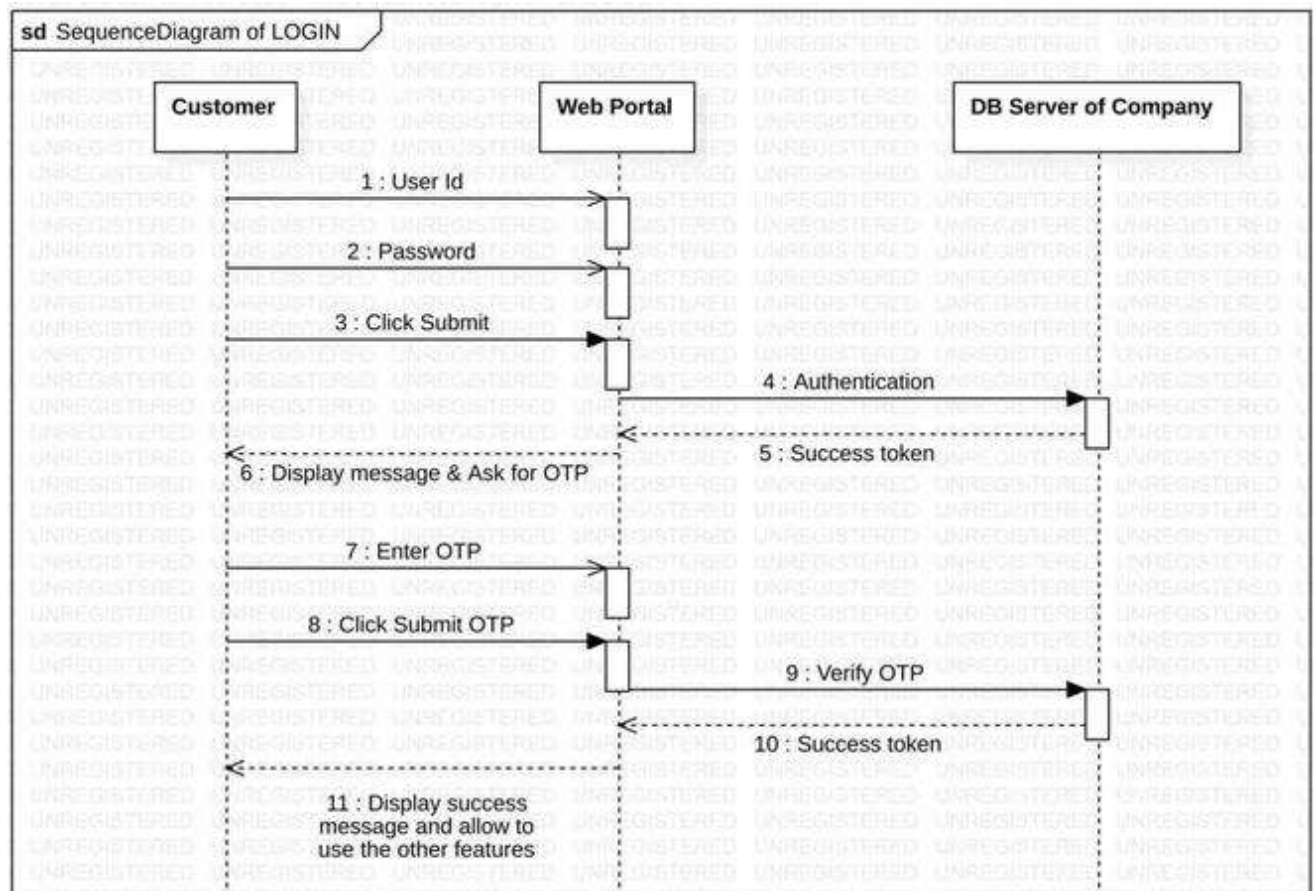 sd SequenceDiagram of LOGIN
Customer
Web Portal
DB Server of Company
1 : User Id
2 : Password
3 : Click Submit
4 : Authentication
5 : Success token
6 : Display message & Ask for OTP
7 : Enter OTP
8 : Click Submit OTP
9 : Verify OTP
10 : Success token
11 : Display success
message and allow to
use the other features